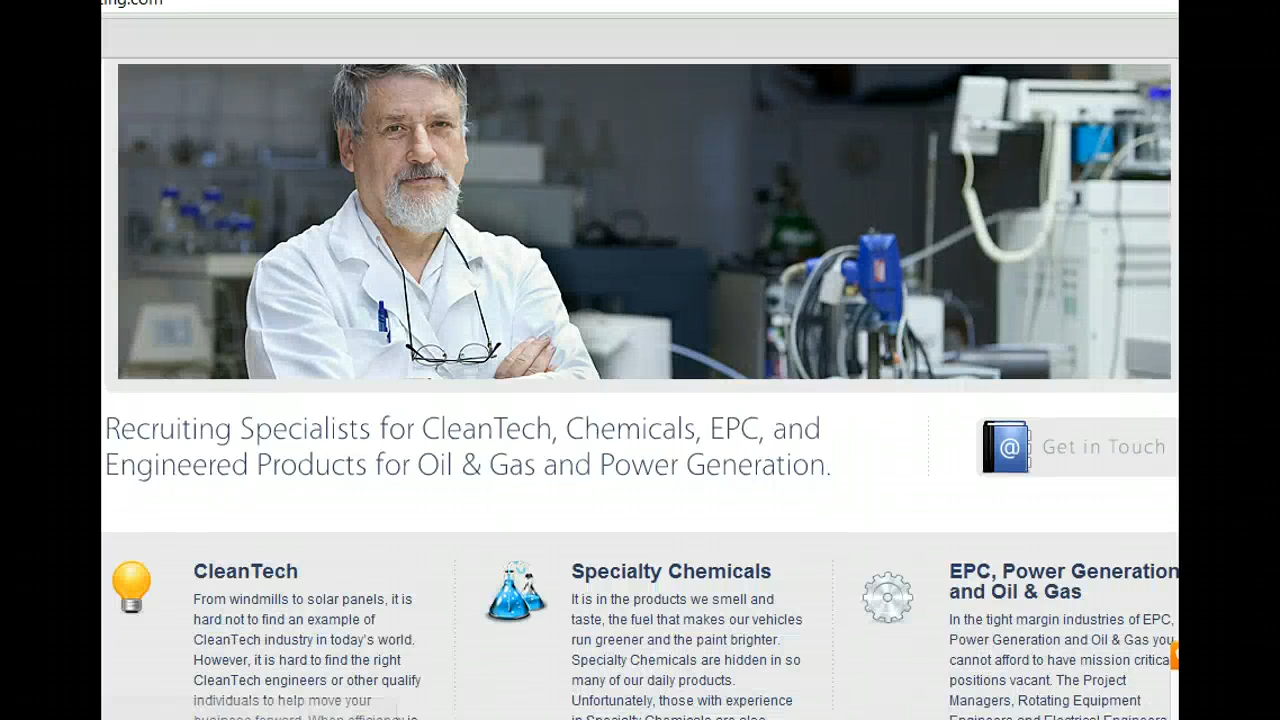 Recruiting Specialists for CleanTech, Chemicals, EPC, and
Engineered Products for Oil & Gas and Power Generation.
@ Get in Touch
CleanTech
From windmills to solar panels, it is
hard not to find an example of
CleanTech industry in today's world.
However, it is hard to find the right
CleanTech engineers or other quality
individuals to help move your
business forward. When efficiency is
Specialty Chemicals
It is in the products we smell and
taste, the fuel that makes our vehicles
run greener and the paint brighter.
Specialty Chemicals are hidden in so
many of our daily products.
Unfortunately, those with experience
in Specialty Chemicals are also
EPC, Power Generation
and Oil & Gas
In the tight margin industries of EPC,
Power Generation and Oil & Gas you
cannot afford to have mission critica
positions vacant. The Project
Managers, Rotating Equipment
Engineers and Electrical Engineers